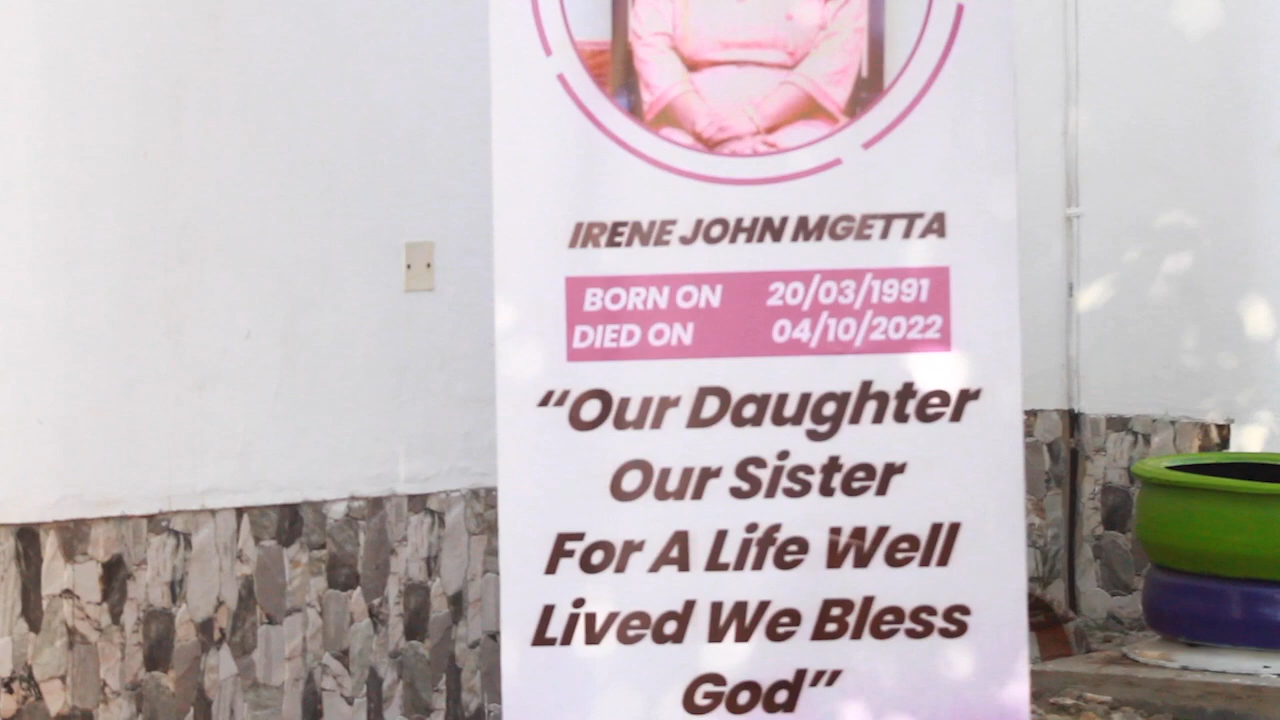 IRENE JOHN MGETTA
BORN ON 20/03/1991
DIED ON 04/10/2022
“Our Daughter
Our Sister
For A Life Well
Lived We Bless
God”